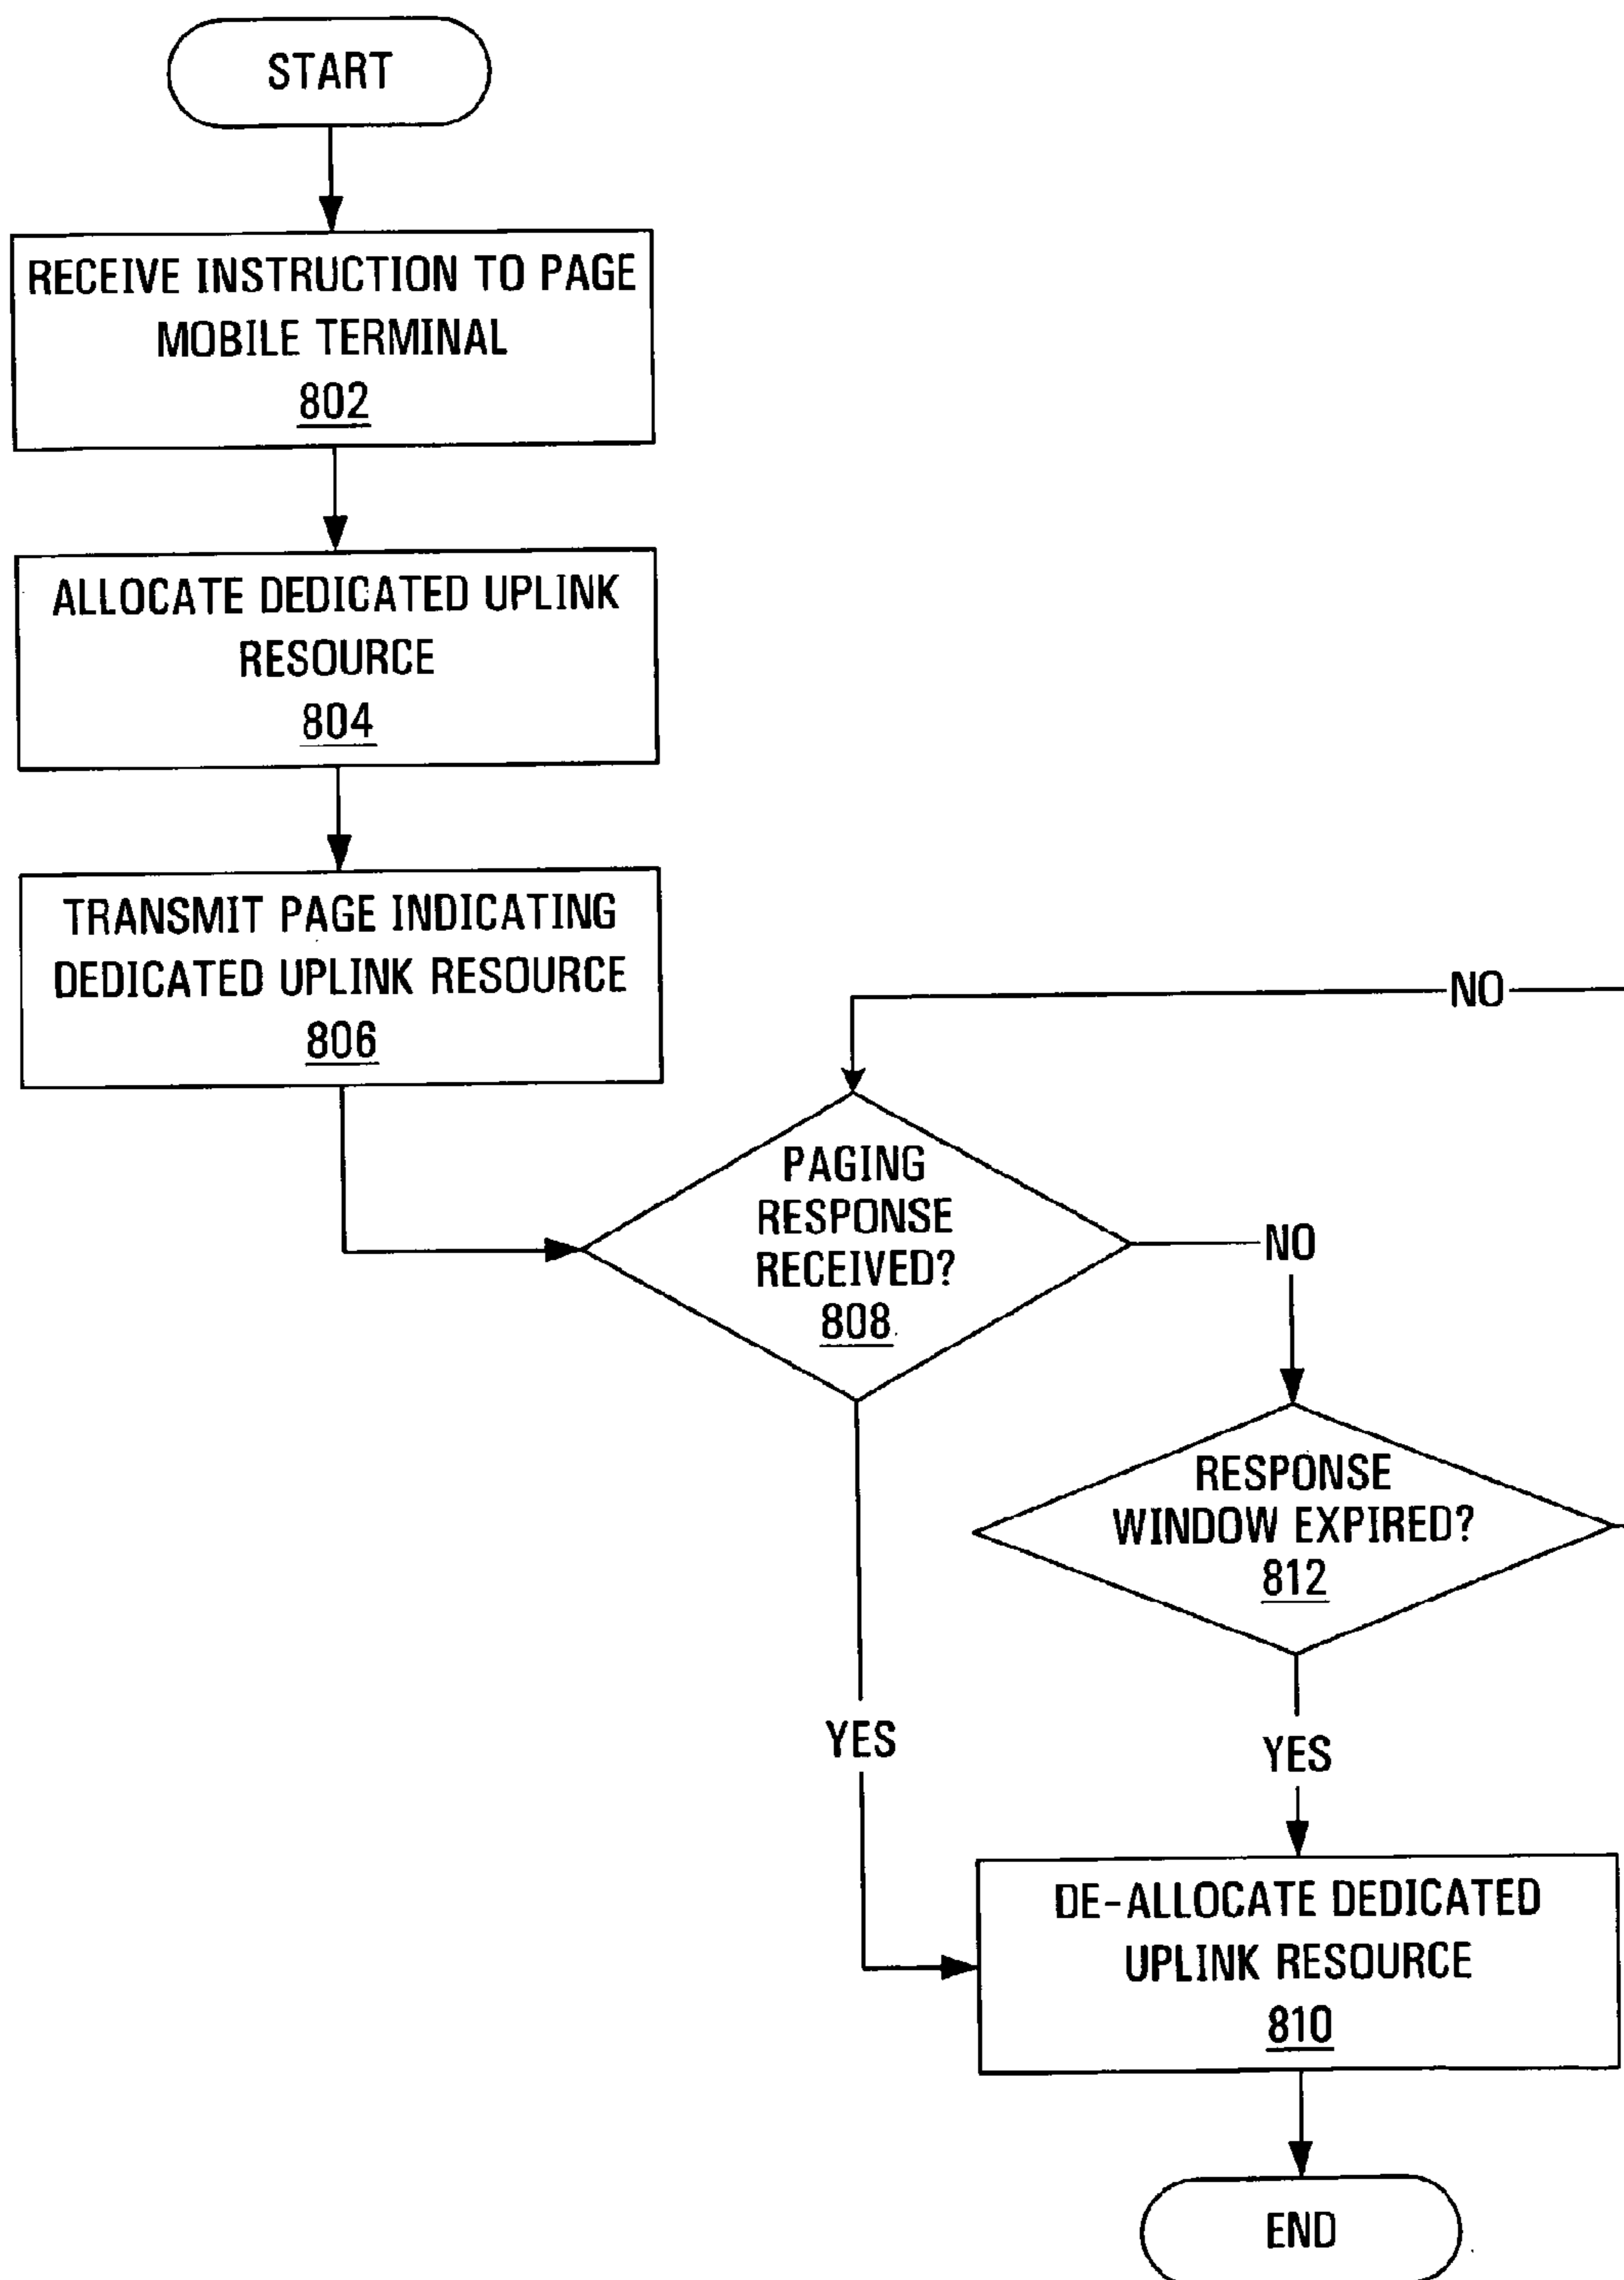 START
RECEIVE INSTRUCTION TO PAGE
MOBILE TERMINAL
802
ALLOCATE DEDICATED UPLINK
RESOURCE
804
TRANSMIT PAGE INDICATING
DEDICATED UPLINK RESOURCE
806
NO
PAGING
RESPONSE
RECEIVED?
808
NO
RESPONSE
WINDOW EXPIRED?
812
YES
YES
DE-ALLOCATE DEDICATED
UPLINK RESOURCE
810
END